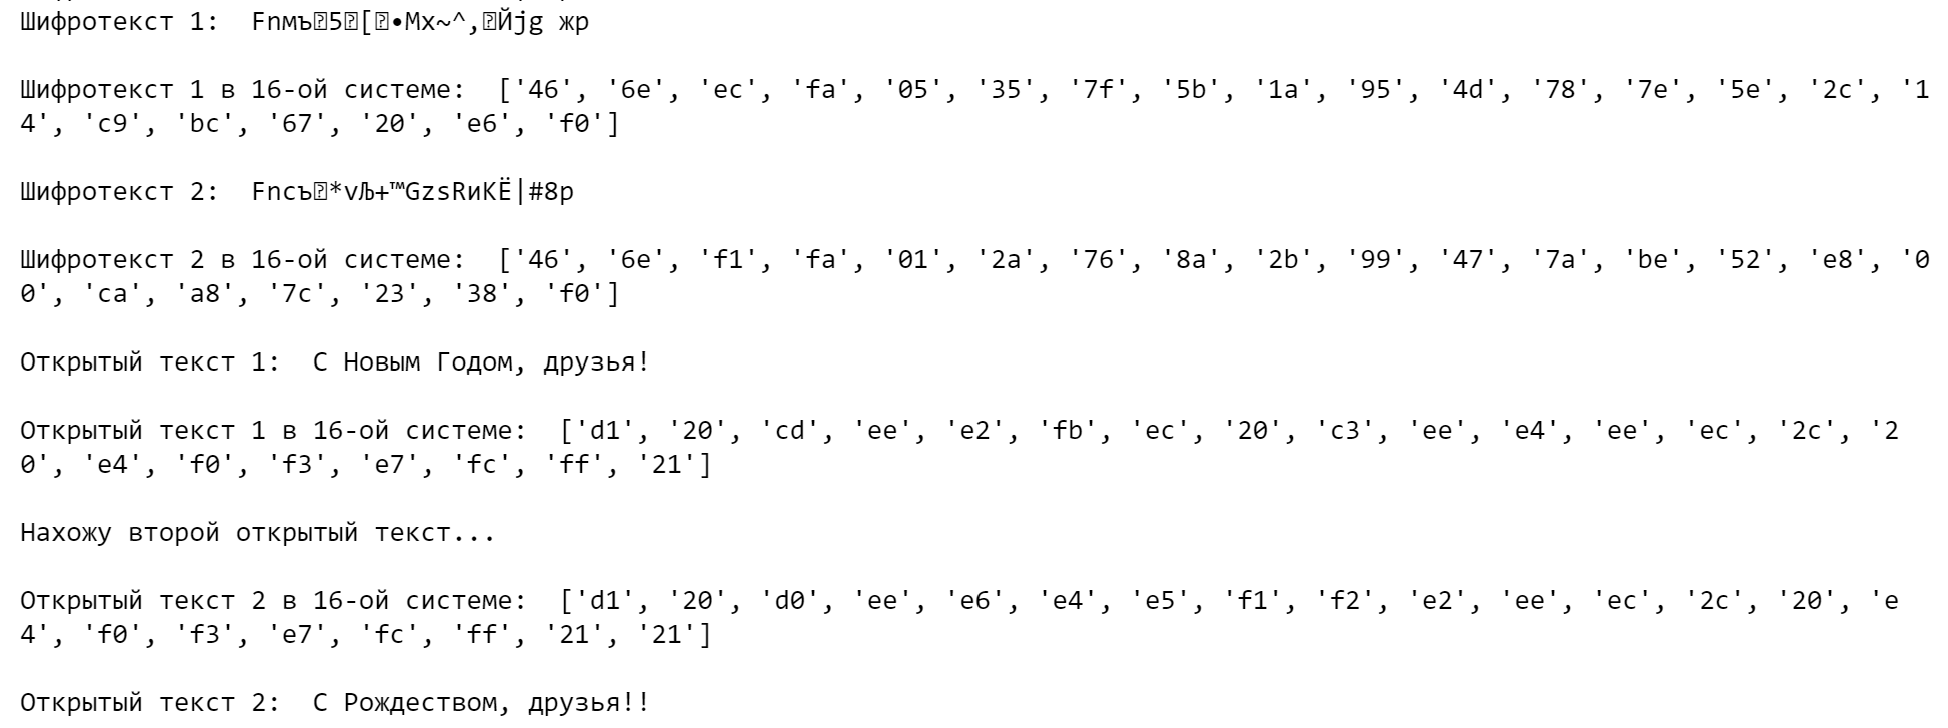 Шифротекст 1:  Fnмъ�5�[�•Mx~^,�Йјg жр
Шифротекст 1 в 16-ой системе:  ['46', '6e', 'ec', 'fa', '05', '35', '7f', '5b', '1a', '95', '4d', '78', '7e', '5e', '2c', '1
4', 'c9', 'bc', '67', '20', 'e6', 'f0']
Шифротекст 2:  Fnсъ�*vЉ+™GzsRиКЁ|#8р
Шифротекст 2 в 16-ой системе:  ['46', '6e', 'f1', 'fa', '01', '2a', '76', '8a', '2b', '99', '47', '7a', 'be', '52', 'e8', '0
0', 'ca', 'a8', '7c', '23', '38', 'f0']
Открытый текст 1:  С Новым Годом, друзья!
Открытый текст 1 в 16-ой системе:  ['d1', '20', 'cd', 'ee', 'e2', 'fb', 'ec', '20', 'c3', 'ee', 'e4', 'ee', 'ec', '2c', '2
0', 'e4', 'f0', 'f3', 'e7', 'fc', 'ff', '21']
Нахожу второй открытый текст...
Открытый текст 2 в 16-ой системе:  ['d1', '20', 'd0', 'ee', 'e6', 'e4', 'e5', 'f1', 'f2', 'e2', 'ee', 'ec', '2c', '20', 'e
4', 'f0', 'f3', 'e7', 'fc', 'ff', '21', '21']
Открытый текст 2:  С Рождеством, друзья!!